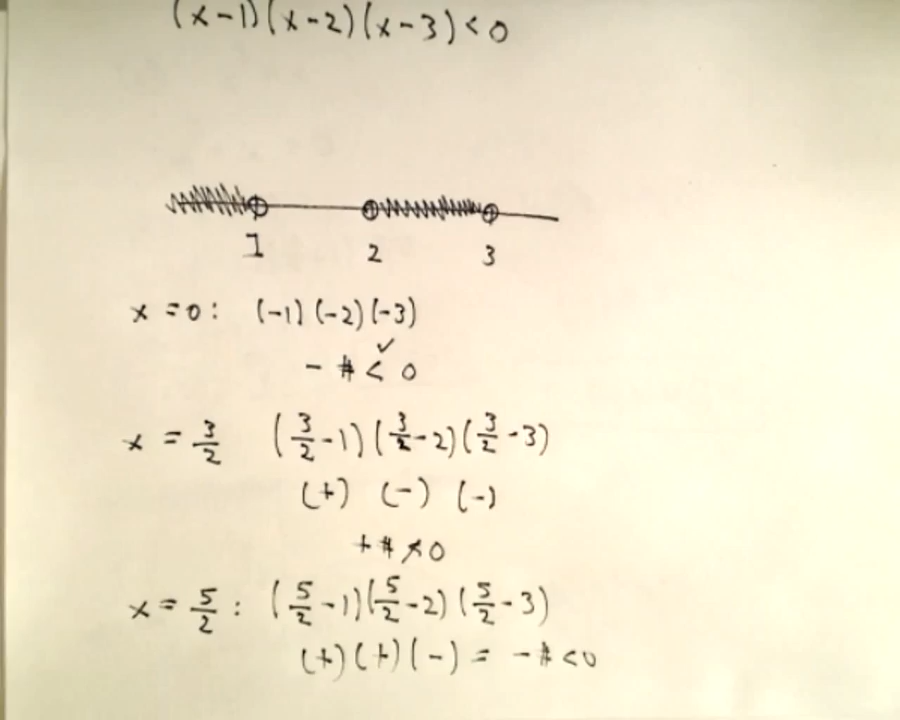 (x-1)(x-2)(x-3)<0
1 2 3
x=0: (-1)(-2)(-3)
✓
-#<0
x=3/2 (3/2-1)(3/2-2)(3/2-3)
(+) (-) (-)
+#≮0
x=5/2: (5/2-1)(5/2-2)(5/2-3)
(+)(+)(-)=-#<0